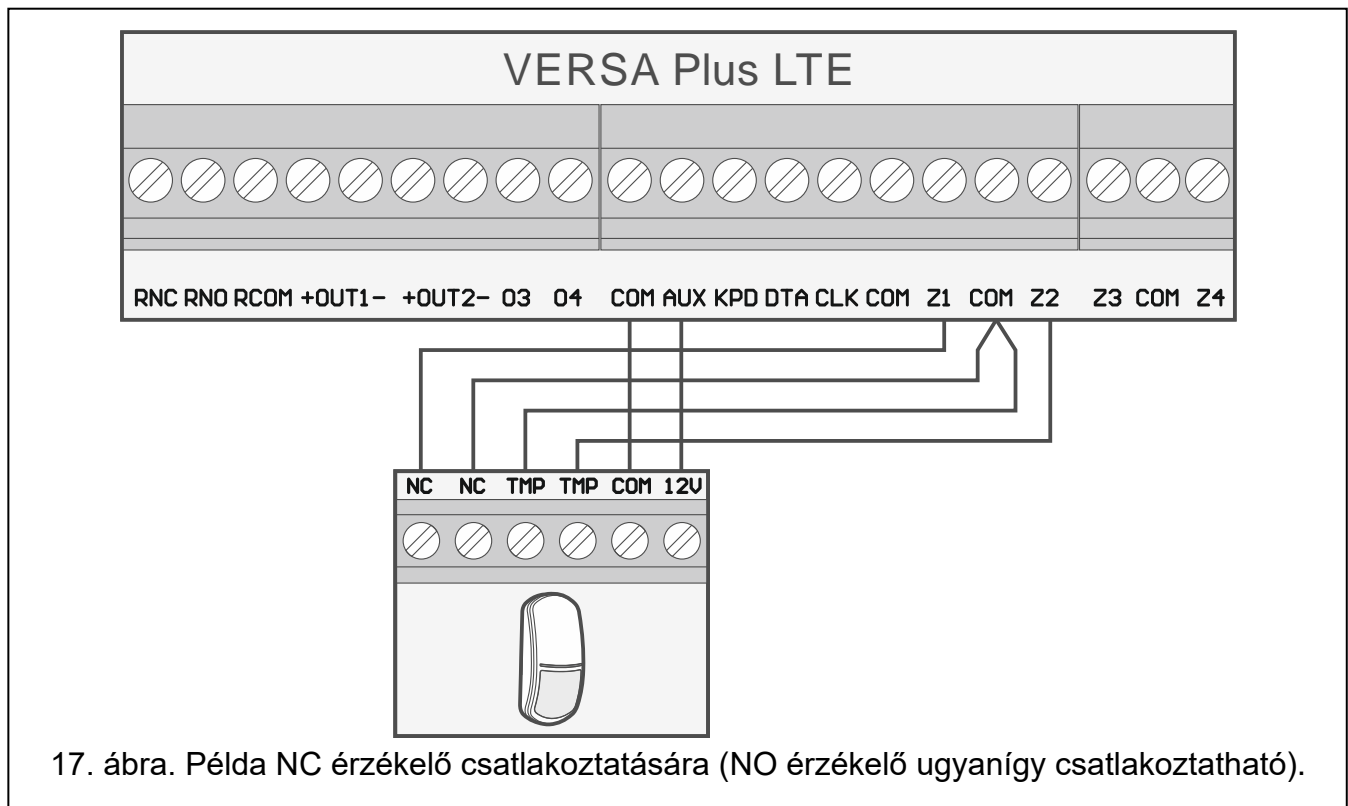 VERSA Plus LTE
RNC RNO RCOM +OUT1- +OUT2- O3 O4 COM AUX KPD DTA CLK COM Z1 COM Z2 Z3 COM Z4
NC NC TMP TMP COM 12V
17. ábra. Példa NC érzékelő csatlakoztatására (NO érzékelő ugyanígy csatlakoztatható).